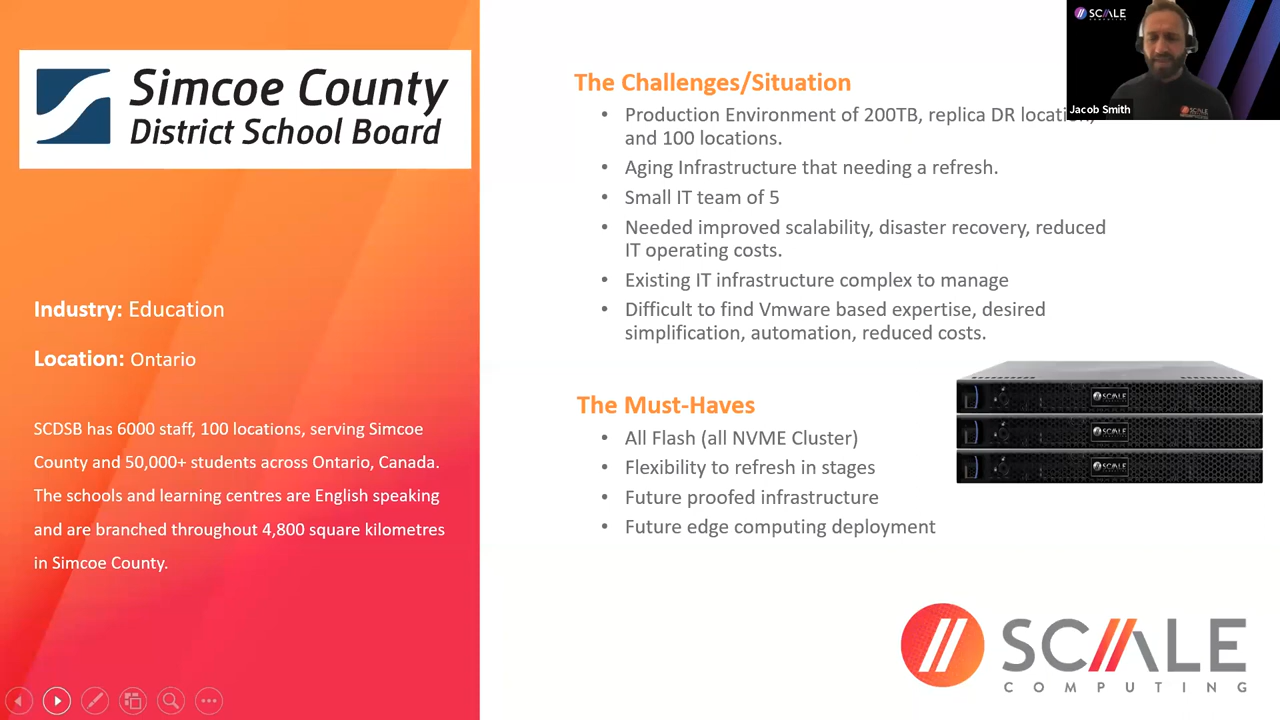 Simcoe County
District School Board
Industry: Education
Location: Ontario
SCDSB has 6000 staff, 100 locations, serving Simcoe
County and 50,000+ students across Ontario, Canada.
The schools and learning centres are English speaking
and are branched throughout 4,800 square kilometres
in Simcoe County.
The Challenges/Situation
• Production Environment of 200TB, replica DR
and 100 locations.
• Aging Infrastructure that needing a refresh.
• Small IT team of 5
• Needed improved scalability, disaster recovery, reduced
IT operating costs.
• Existing IT infrastructure complex to manage
• Difficult to find Vmware based expertise, desired
simplification, automation, reduced costs.
The Must-Haves
• All Flash (all NVME Cluster)
• Flexibility to refresh in stages
• Future proofed infrastructure
• Future edge computing deployment
SCALE
COMPUTING
Jacob Smith
SCALE
SCALE
SCALE
SCALE
SCALE
COMPUTING